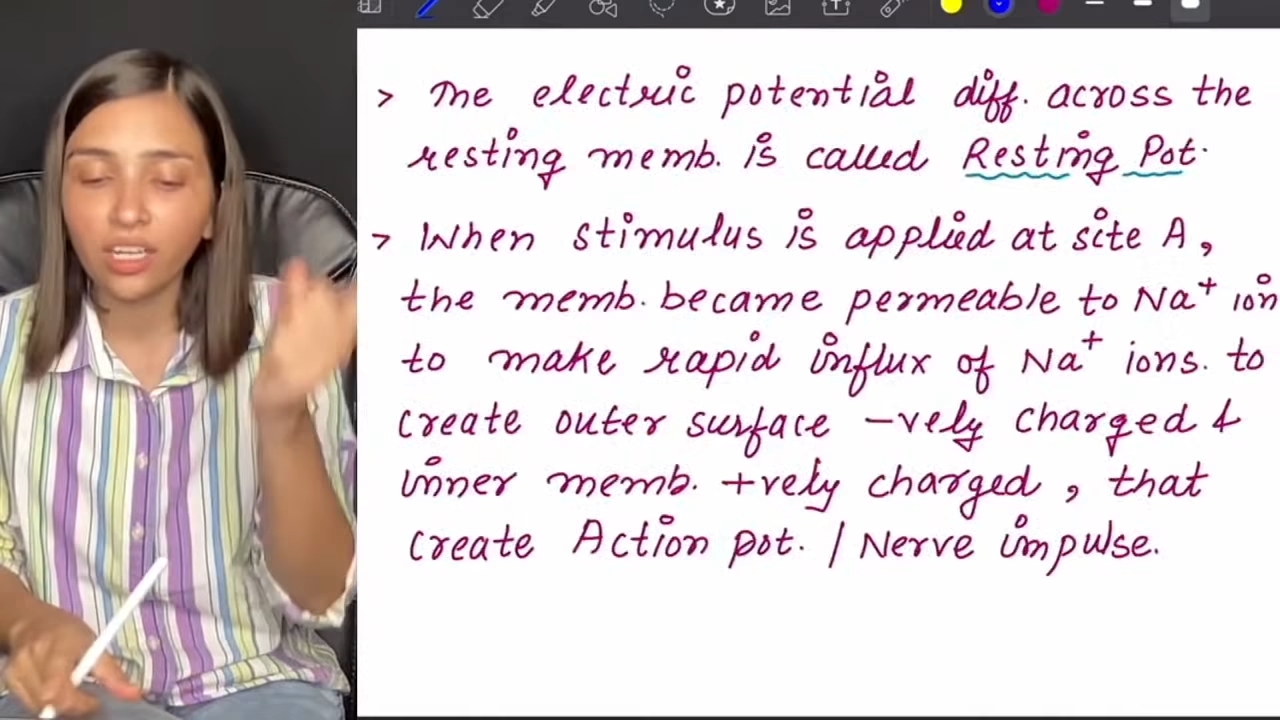 > The electric potential diff. across the
resting memb. is called Resting Pot.
> When stimulus is applied at site A,
the memb. became permeable to Na+ ion
to make rapid influx of Na+ ions. to
create outer surface -vely charged &
inner memb. +vely charged, that
create Action pot. / Nerve impulse.